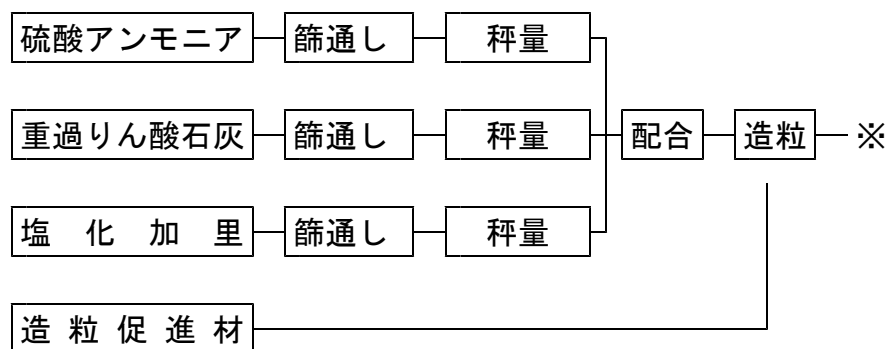 硫酸アンモニア 篩通し 秤量
重過りん酸石灰 篩通し 秤量 配合 造粒 ※
塩化加里 篩通し 秤量
造粒促進材